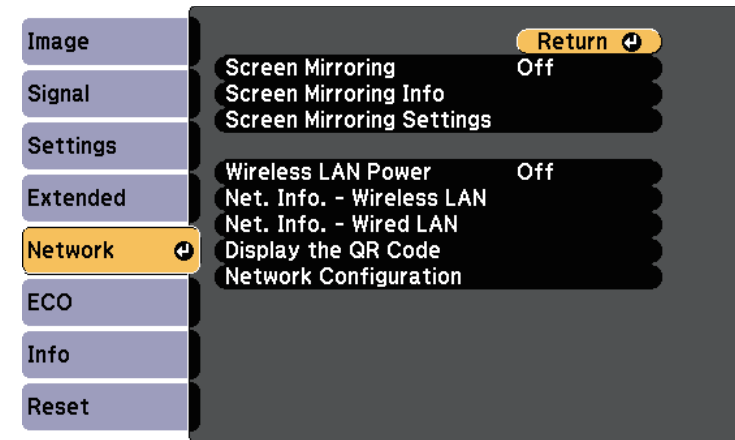 Image
Signal
Settings
Extended
Network
ECO
Info
Reset
Return
Screen Mirroring Off
Screen Mirroring Info
Screen Mirroring Settings
Wireless LAN Power Off
Net. Info. - Wireless LAN
Net. Info. - Wired LAN
Display the QR Code
Network Configuration